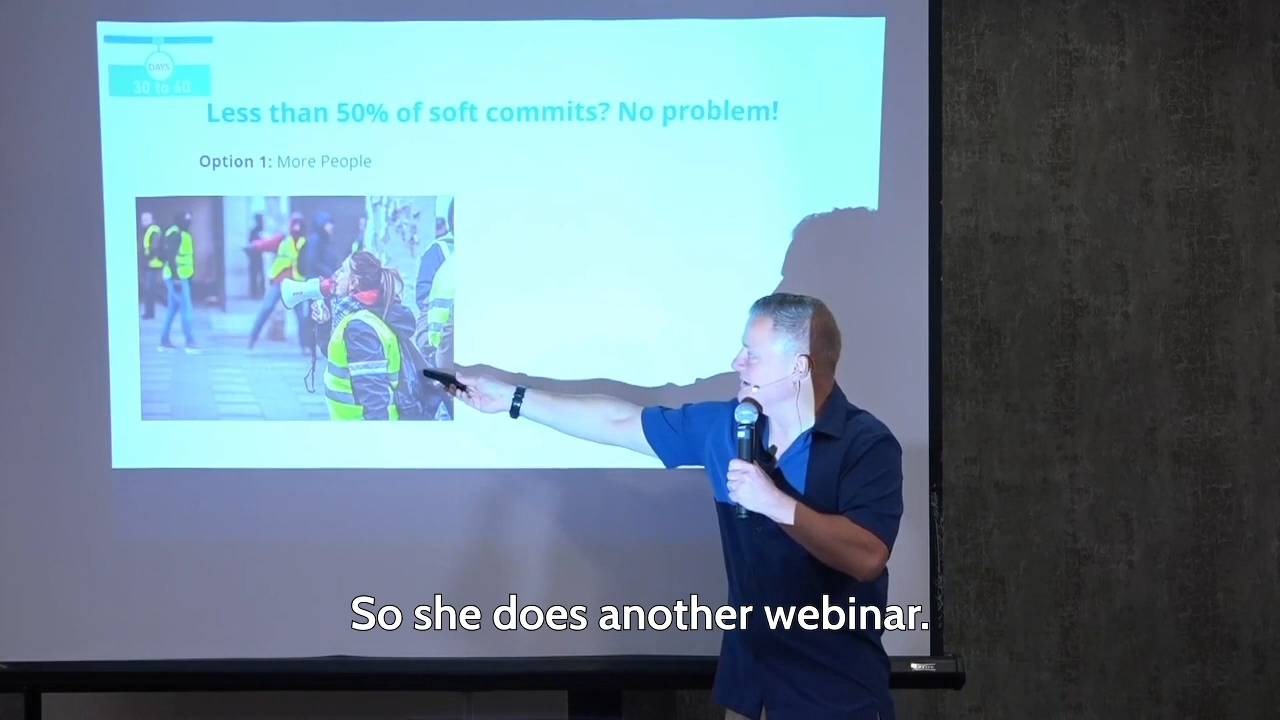 DAYS
30 to 60
Less than 50% of soft commits? No problem!
Option 1: More People
So she does another webinar.